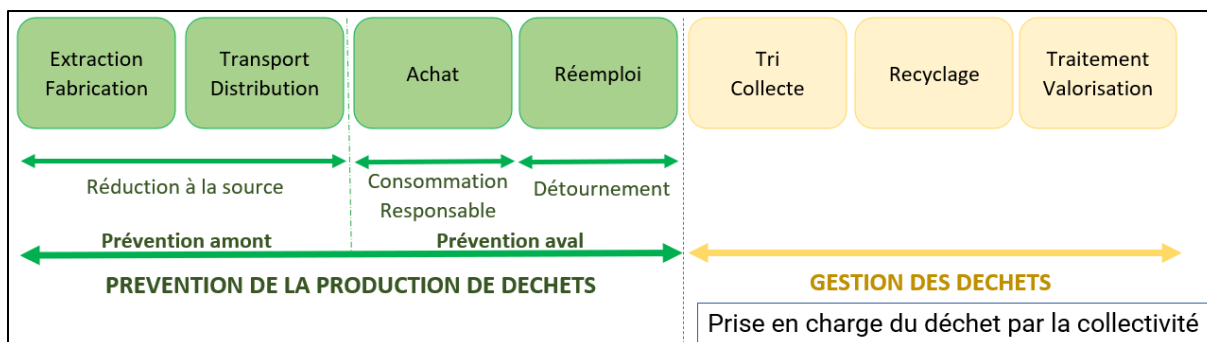 Extraction
Fabrication
Transport
Distribution
Achat
Réemploi
Tri
Collecte
Recyclage
Traitement
Valorisation
Réduction à la source
Consommation
Responsable
Détournement
Prévention amont
Prévention aval
PREVENTION DE LA PRODUCTION DE DECHETS
GESTION DES DECHETS
Prise en charge du déchet par la collectivité